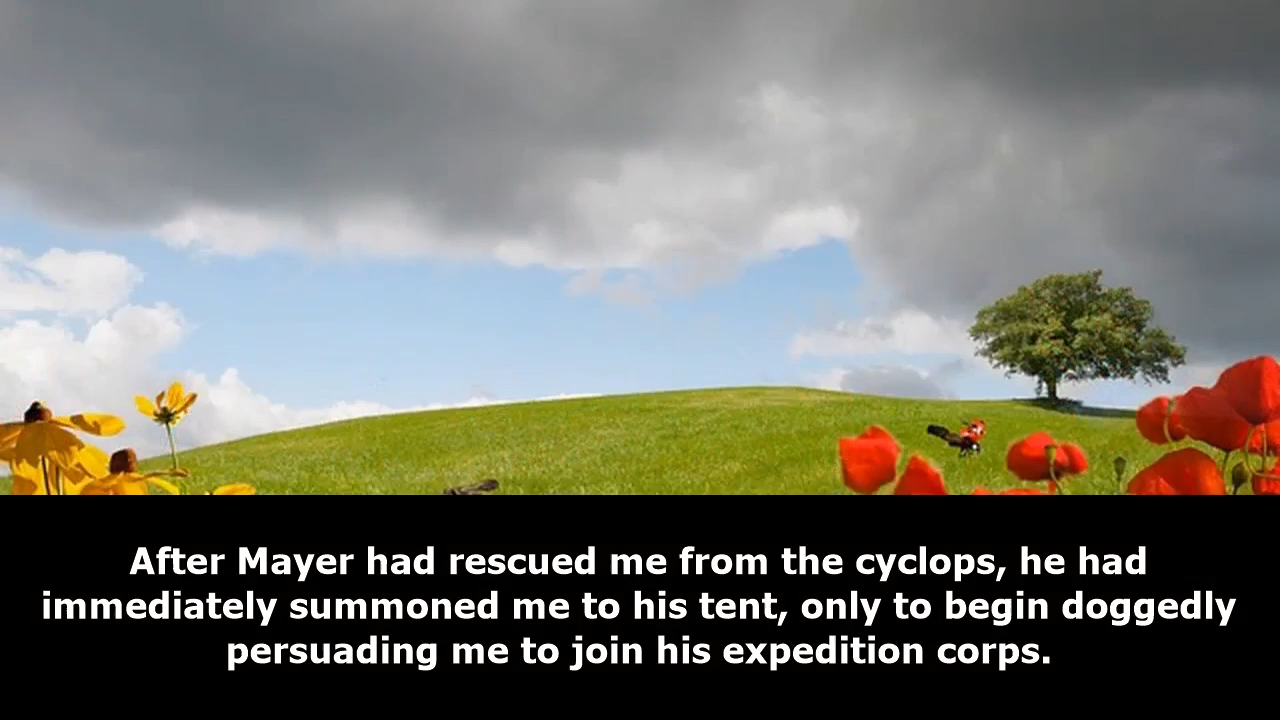 After Mayer had rescued me from the cyclops, he had
immediately summoned me to his tent, only to begin doggedly
persuading me to join his expedition corps.